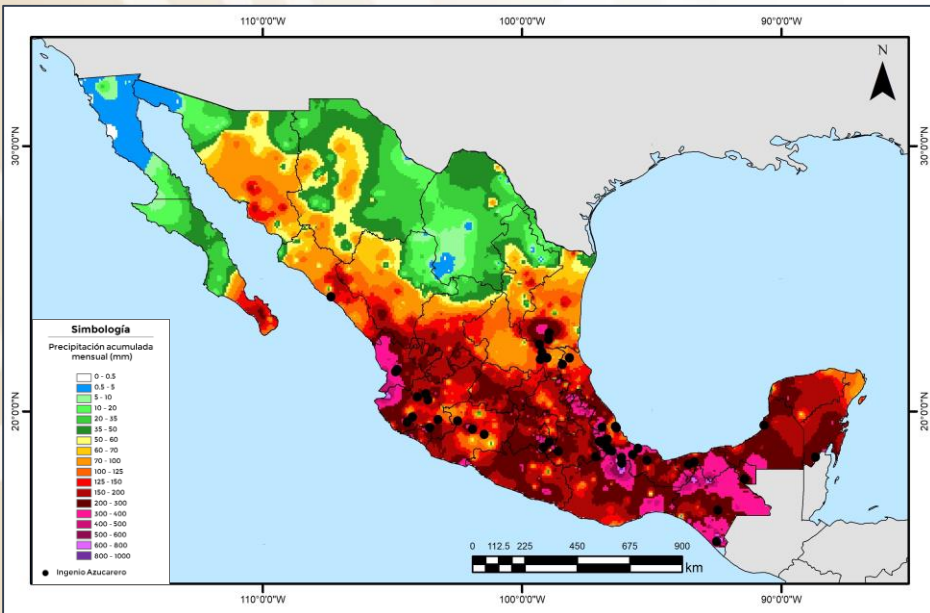 110°0'0"W 100°0'0"W 90°0'0"W
N
30°0'0"N 30°0'0"N
20°0'0"N 20°0'0"N
Simbología
Precipitación acumulada
mensual (mm)
0 - 0.5
0.5 - 5
5 - 10
10 - 20
20 - 35
35 - 50
50 - 60
60 - 70
70 - 100
100 - 125
125 - 150
150 - 200
200 - 300
300 - 400
400 - 500
500 - 600
600 - 800
800 - 1000
Ingenio Azucarero
0 112.5 225 450 675 900
km
110°0'0"W 100°0'0"W 90°0'0"W